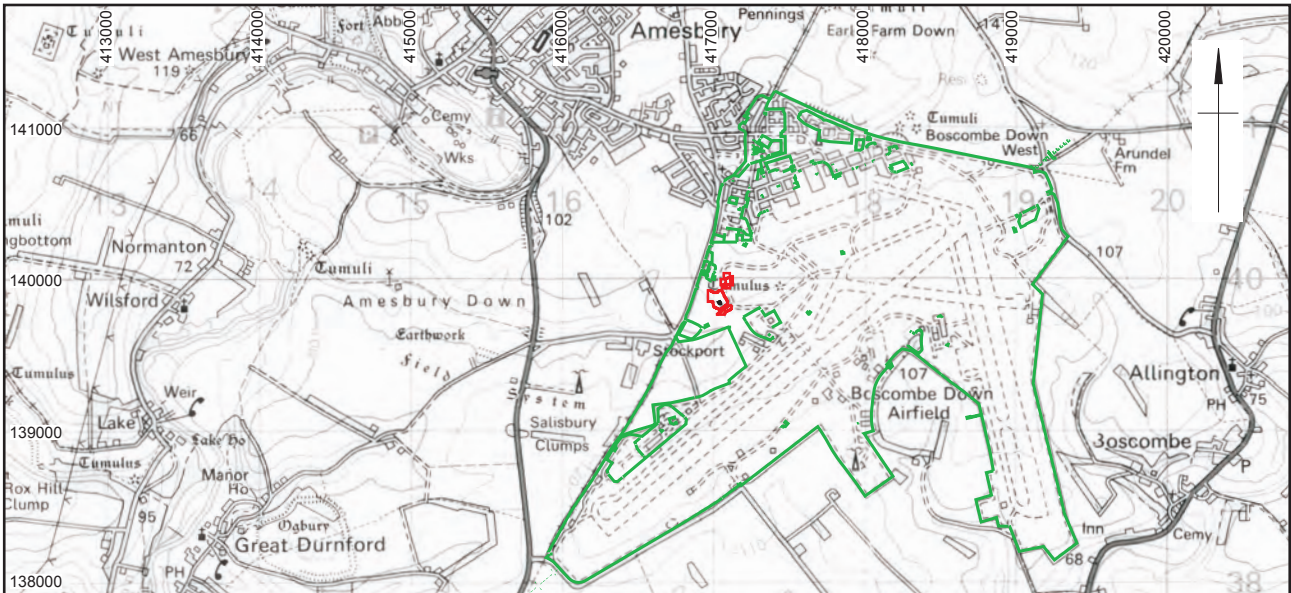 413000
414000
415000
416000
417000
418000
419000
420000
141000
140000
139000
138000
Tumuli
Fort
Abbey
West Amesbury
119
Amesbury
Pennings
Earl Farm Down
Tumuli
Boscombe Down
West
Arundel
Fm
Cemy
Wks
66
102
13
14
15
16
18
19
20
Normanton
72
Wilsford
Tumuli
Amesbury Down
Earthwork
Field
Tumulus
107
40
Stockport
System
Salisbury
Clumps
107
Boscombe Down
Airfield
Allington
PH
75
Tumulus
Weir
Lake
Lake Ho
Manor
Ho
Tumulus
Rox Hill
Clump
95
Ogbury
Great Durnford
PH
Boscombe
P
Inn
Cemy
68
38